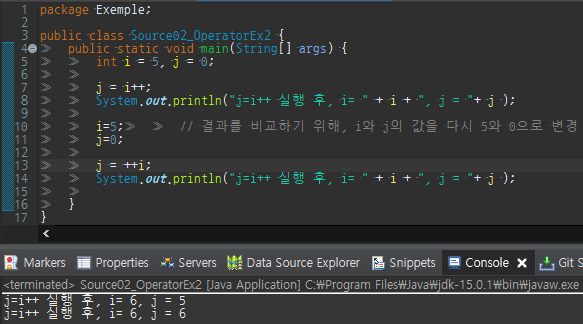 1 package Exemple;
2
3 public class Source02_OperatorEx2 {
4 public static void main(String[] args) {
5 int i = 5, j = 0;
6
7 j = i++;
8 System.out.println("j=i++ 실행 후, i= " + i + ", j = "+ j );
9
10 i=5; // 결과를 비교하기 위해, i와 j의 값을 다시 5와 0으로 변경
11 j=0;
12
13 j = ++i;
14 System.out.println("j=i++ 실행 후, i= " + i + ", j = "+ j );
15
16 }
17 }
Markers Properties Servers Data Source Explorer Snippets Console Git S
<terminated> Source02_OperatorEx2 [Java Application] C:₩Program Files₩Java₩jdk-15.0.1₩bin₩javaw.exe
j=i++ 실행 후, i= 6, j = 5
j=i++ 실행 후, i= 6, j = 6